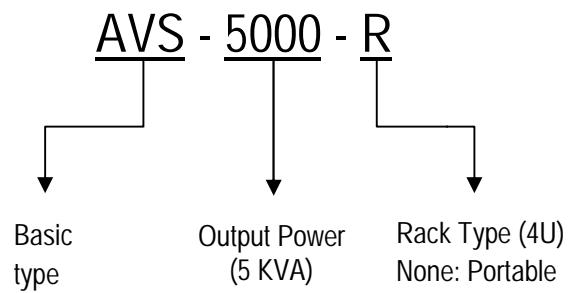 AVS - 5000 - R
Basic
type
Output Power
(5 KVA)
Rack Type (4U)
None: Portable